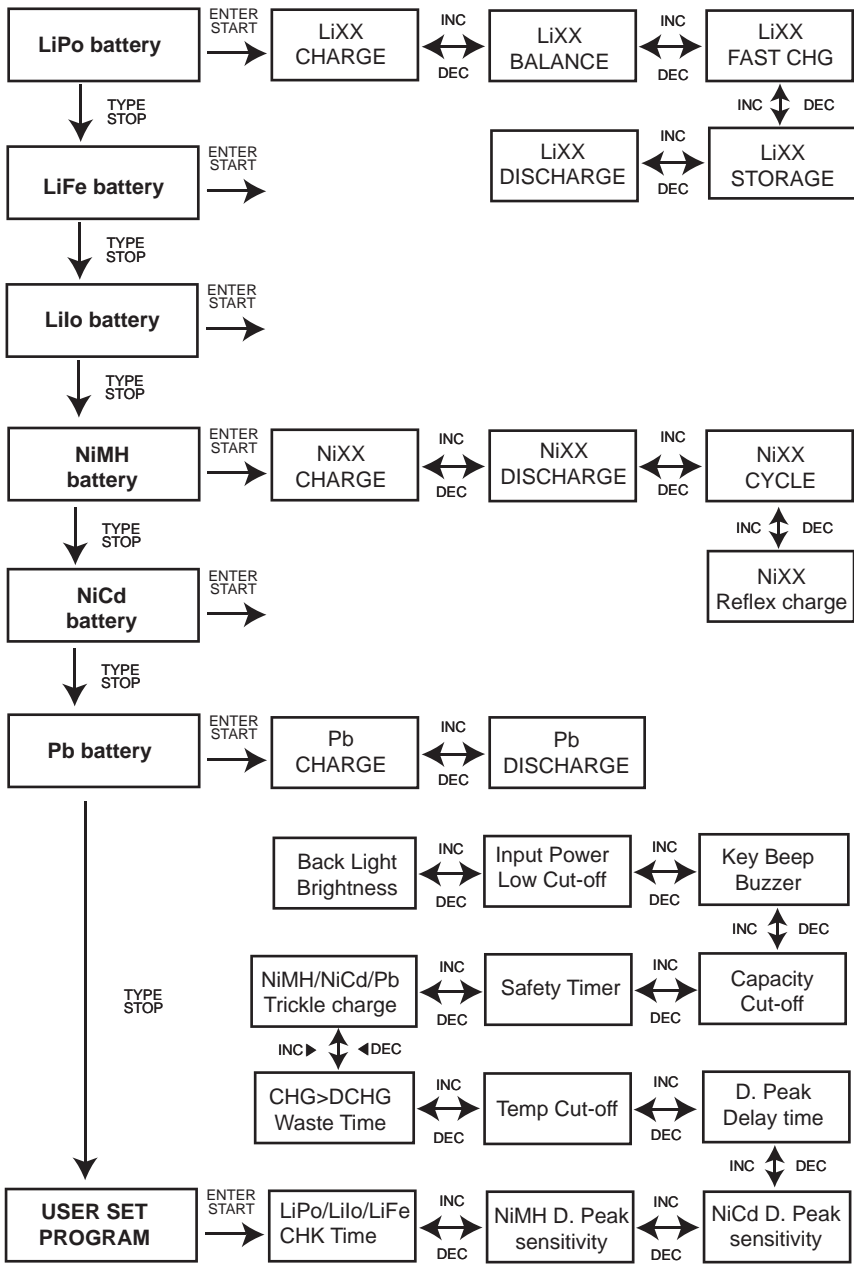 LiPo battery
ENTER
START
LiXX
CHARGE
INC
DEC
LiXX
BALANCE
INC
DEC
LiXX
FAST CHG
TYPE
STOP
INC DEC
LiFe battery
ENTER
START
LiXX
DISCHARGE
INC
DEC
LiXX
STORAGE
TYPE
STOP
LiIo battery
ENTER
START
TYPE
STOP
NiMH
battery
ENTER
START
NiXX
CHARGE
INC
DEC
NiXX
DISCHARGE
INC
DEC
NiXX
CYCLE
TYPE
STOP
INC DEC
NiCd
battery
ENTER
START
NiXX
Reflex charge
TYPE
STOP
Pb battery
ENTER
START
Pb
CHARGE
INC
DEC
Pb
DISCHARGE
Back Light
Brightness
INC
DEC
Input Power
Low Cut-off
INC
DEC
Key Beep
Buzzer
INC DEC
TYPE
STOP
NiMH/NiCd/Pb
Trickle charge
INC
DEC
Safety Timer
INC
DEC
Capacity
Cut-off
INC DEC
CHG>DCHG
Waste Time
INC
DEC
Temp Cut-off
INC
DEC
D. Peak
Delay time
INC DEC
USER SET
PROGRAM
ENTER
START
LiPo/LiIo/LiFe
CHK Time
INC
DEC
NiMH D. Peak
sensitivity
INC
DEC
NiCd D. Peak
sensitivity